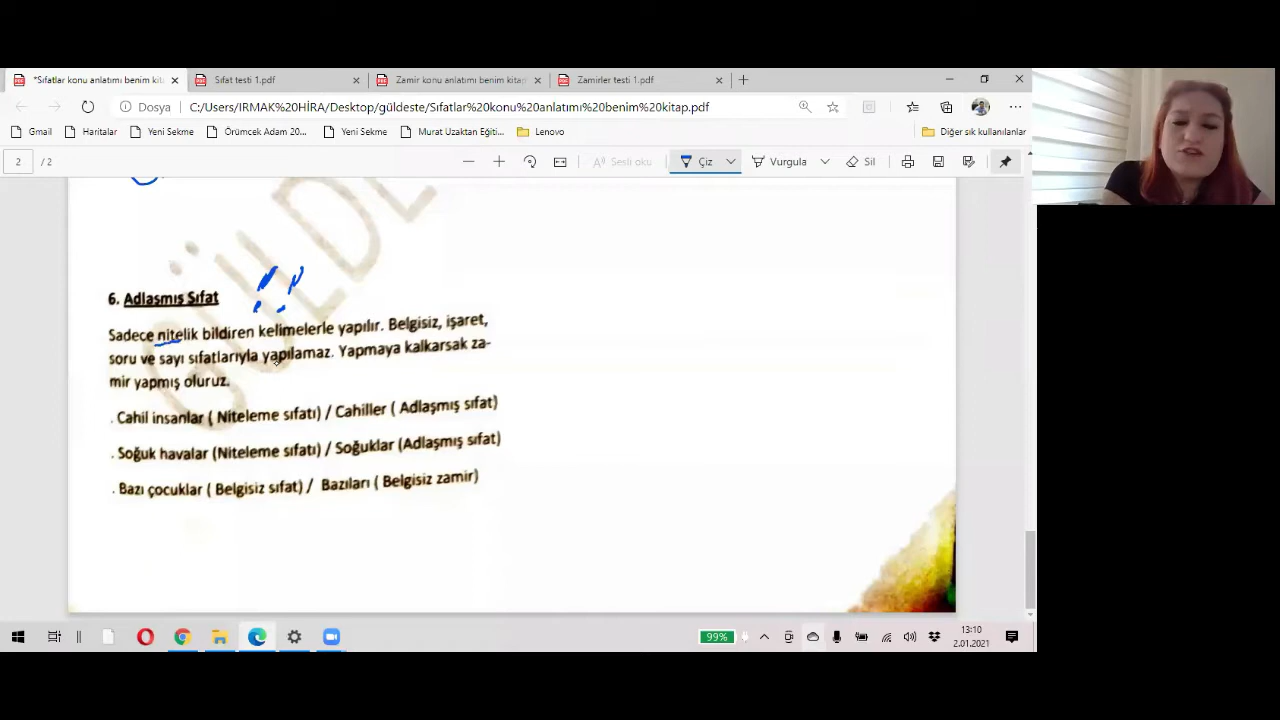 *Sıfatlar konu anlatımı benim kita
Sıfat testi 1.pdf
Zamir konu anlatımı benim kitap
Zamirler testi 1.pdf
Dosya
C:/Users/IRMAK%20HİRA/Desktop/güldeste/Sıfatlar%20konu%20anlatımı%20benim%20kitap.pdf
Gmail
Haritalar
Yeni Sekme
Örümcek Adam 20...
Yeni Sekme
Murat Uzaktan Eğiti...
Lenovo
Diğer sık kullanılanlar
2 / 2
Sesli oku
Çiz
Vurgula
Sil
GÜLDE
6. Adlaşmış Sıfat
Sadece nitelik bildiren kelimelerle yapılır. Belgisiz, işaret,
soru ve sayı sıfatlarıyla yapılamaz. Yapmaya kalkarsak za-
mir yapmış oluruz.
. Cahil insanlar ( Niteleme sıfatı) / Cahiller ( Adlaşmış sıfat)
. Soğuk havalar (Niteleme sıfatı) / Soğuklar (Adlaşmış sıfat)
. Bazı çocuklar ( Belgisiz sıfat) / Bazıları ( Belgisiz zamir)
99%
13:10
2.01.2021